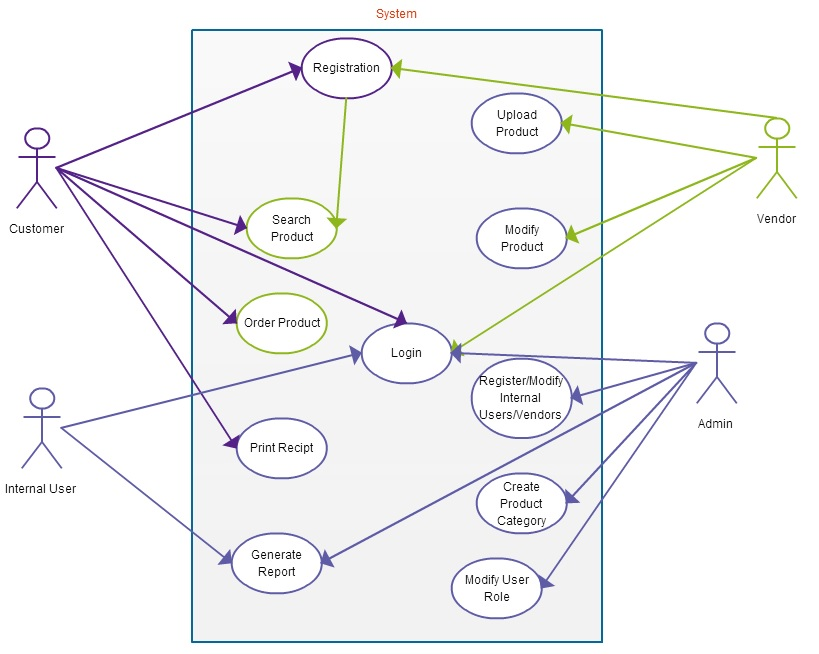 System
Registration
Upload
Product
Customer
Vendor
Search
Product
Modify
Product
Order Product
Login
Register/Modify
Internal
Users/Vendors
Admin
Print Recipt
Internal User
Create
Product
Category
Generate
Report
Modify User
Role